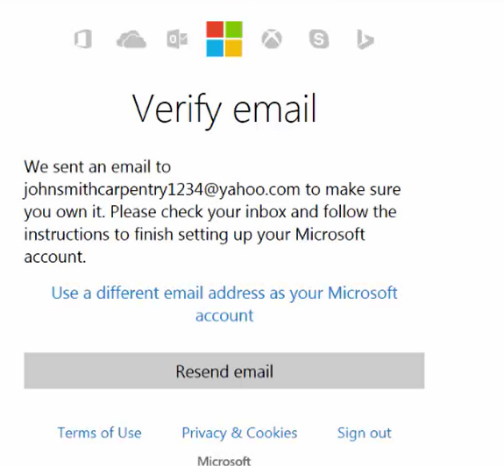 Verify email
We sent an email to
johnsmithcarpentry1234@yahoo.com to make sure
you own it. Please check your inbox and follow the
instructions to finish setting up your Microsoft
account.
Use a different email address as your Microsoft
account
Resend email
Terms of Use Privacy & Cookies Sign out
Microsoft